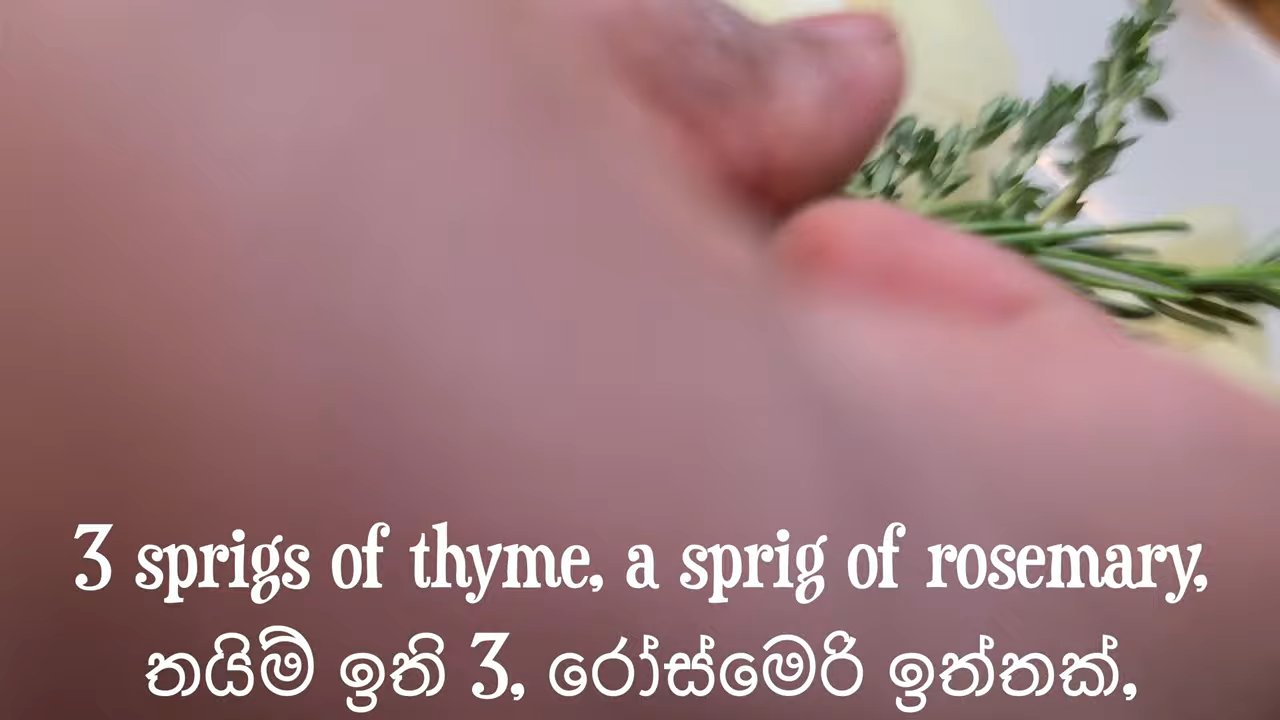 3 sprigs of thyme, a sprig of rosemary,
තයිම් ඉති 3, රෝස්මෙරි ඉත්තක්,